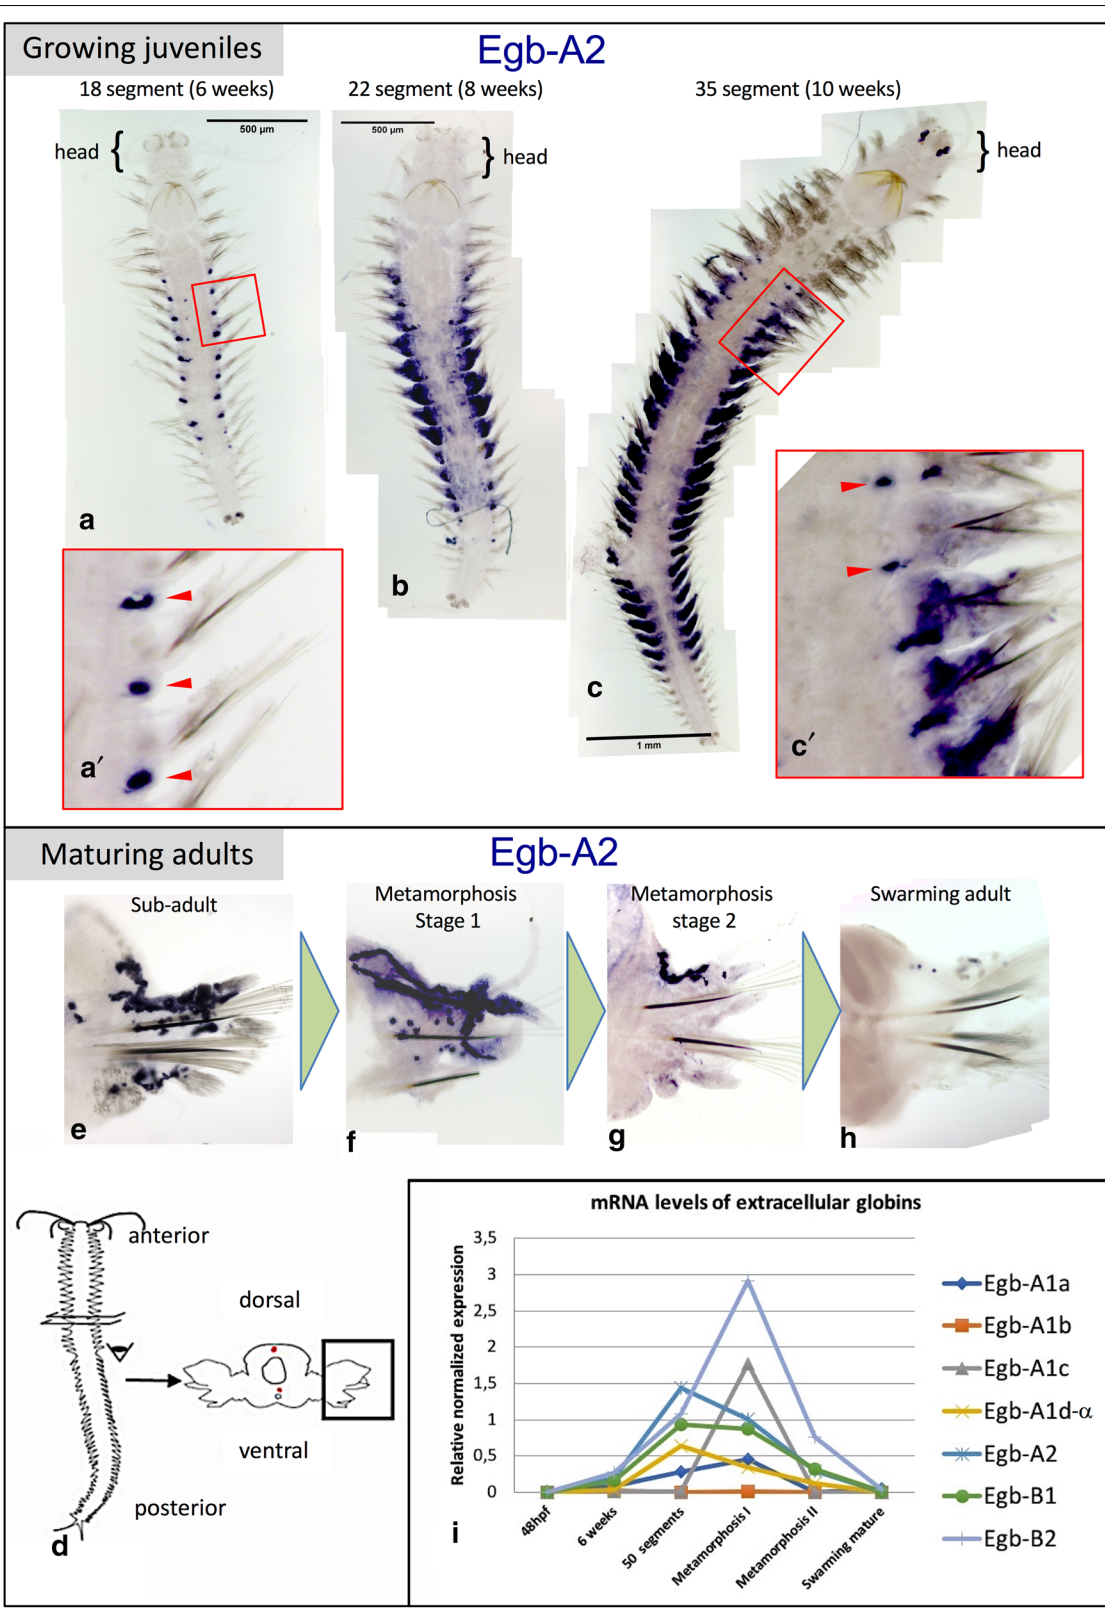 Growing juveniles
Egb-A2
18 segment (6 weeks)
22 segment (8 weeks)
35 segment (10 weeks)
500 µm
500 µm
head
head
head
a
b
c
1 mm
a′
c′
Maturing adults
Egb-A2
Sub-adult
Metamorphosis
Stage 1
Metamorphosis
stage 2
Swarming adult
e
f
g
h
anterior
dorsal
ventral
posterior
d
mRNA levels of extracellular globins
Relative normalized expression
3,5
3
2,5
2
1,5
1
0,5
0
48hpf
6 weeks
50 segments
Metamorphosis I
Metamorphosis II
Swarming mature
Egb-A1a
Egb-A1b
Egb-A1c
Egb-A1d-α
Egb-A2
Egb-B1
Egb-B2
i